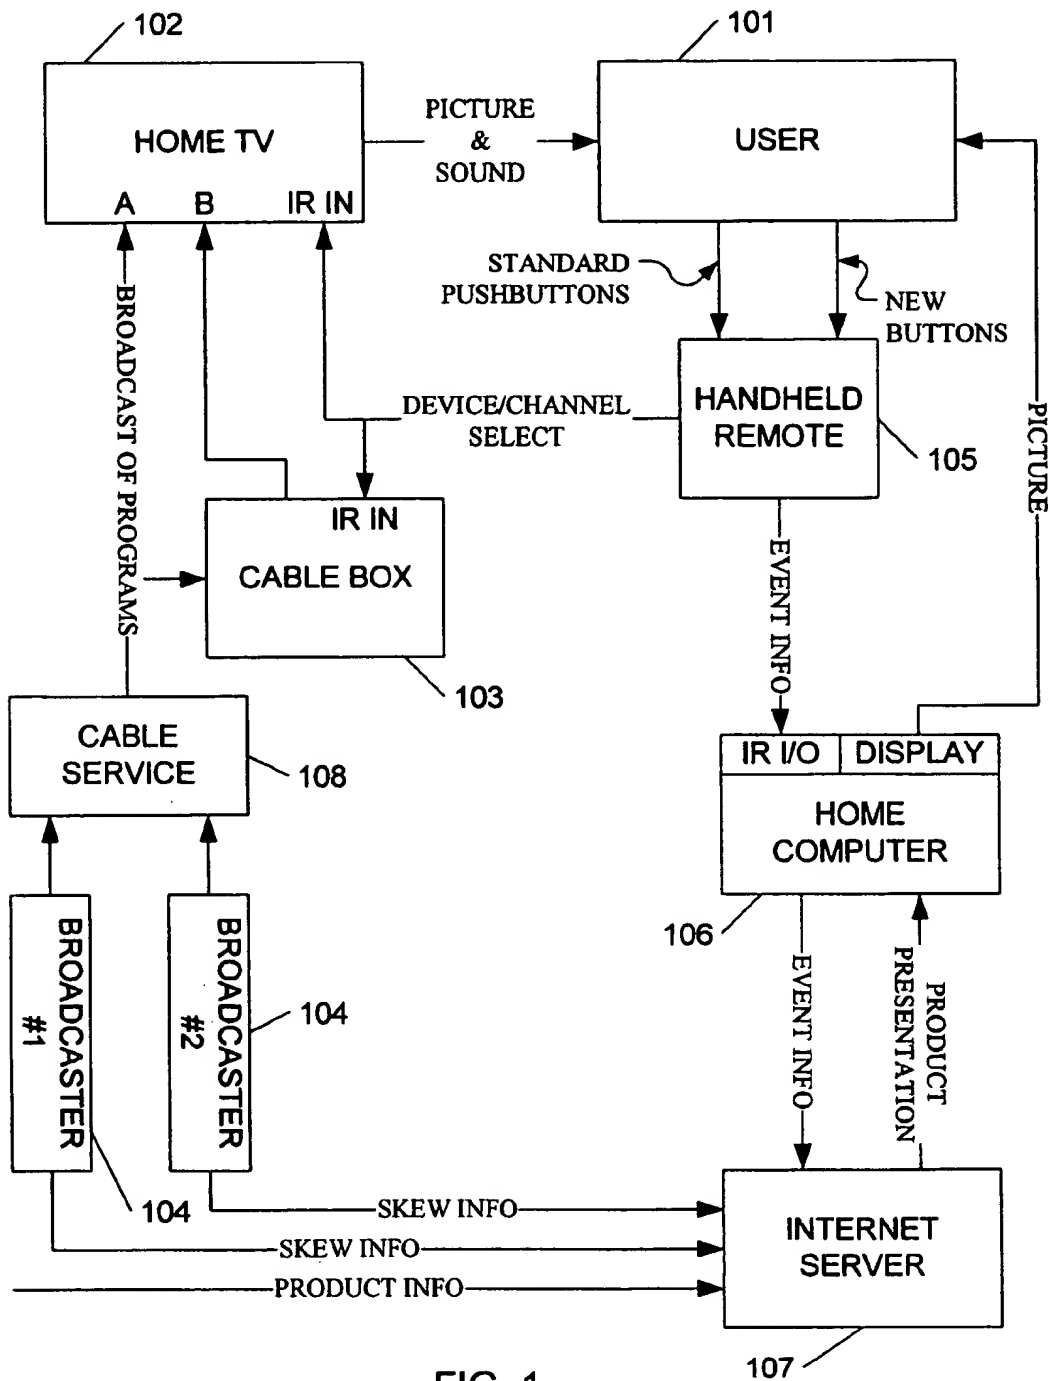 102
101
HOME TV
A
B
IR IN
PICTURE
&
SOUND
USER
STANDARD
PUSHBUTTONS
NEW
BUTTONS
BROADCAST OF PROGRAMS
DEVICE/CHANNEL
SELECT
HANDHELD
REMOTE
105
PICTURE
IR IN
CABLE BOX
103
EVENT INFO
CABLE
SERVICE
108
IR I/O
DISPLAY
HOME
COMPUTER
106
BROADCASTER
#1
104
BROADCASTER
#2
104
EVENT INFO
PRODUCT
PRESENTATION
SKEW INFO
SKEW INFO
PRODUCT INFO
INTERNET
SERVER
107
FIG. 1